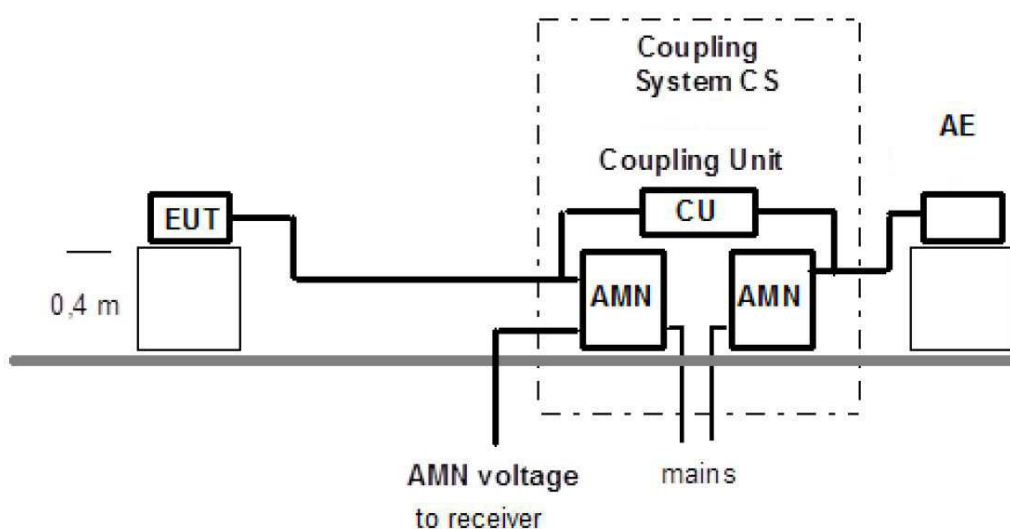 Coupling
System CS
AE
Coupling Unit
EUT
CU
AMN
AMN
0,4 m
AMN voltage
to receiver
mains